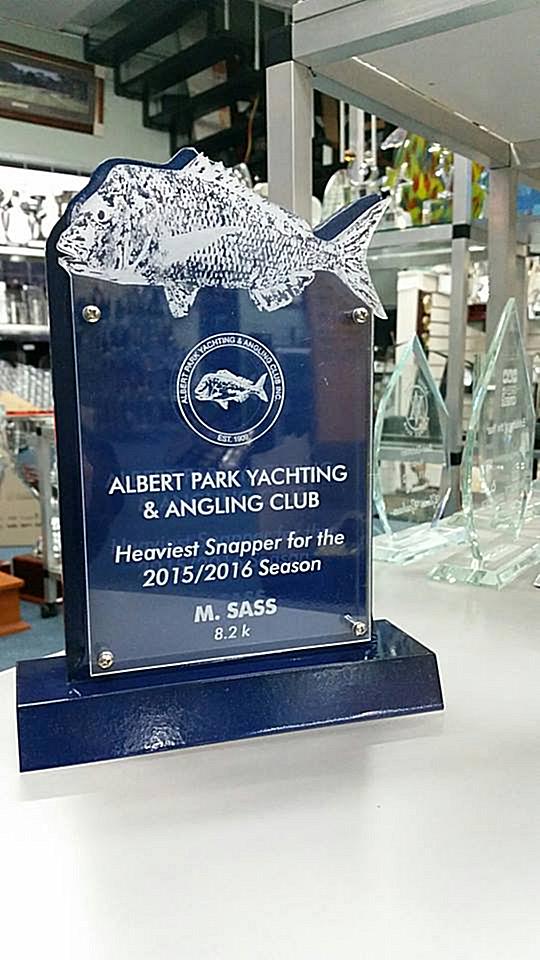 ALBERT PARK YACHTING & ANGLING CLUB INC.
EST. 1909
ALBERT PARK YACHTING
& ANGLING CLUB
Heaviest Snapper for the
2015/2016 Season
M. SASS
8.2 k